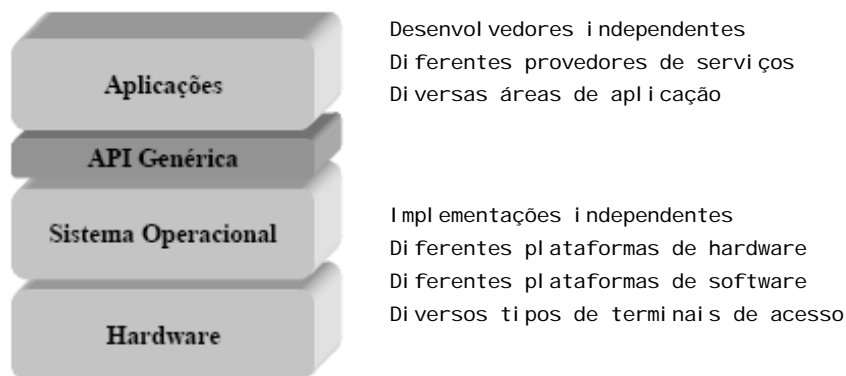 Aplicações
API Genérica
Sistema Operacional
Hardware
Desenvolvedores independentes
Diferentes provedores de serviços
Diversas áreas de aplicação
Implementações independentes
Diferentes plataformas de hardware
Diferentes plataformas de software
Diversos tipos de terminais de acesso